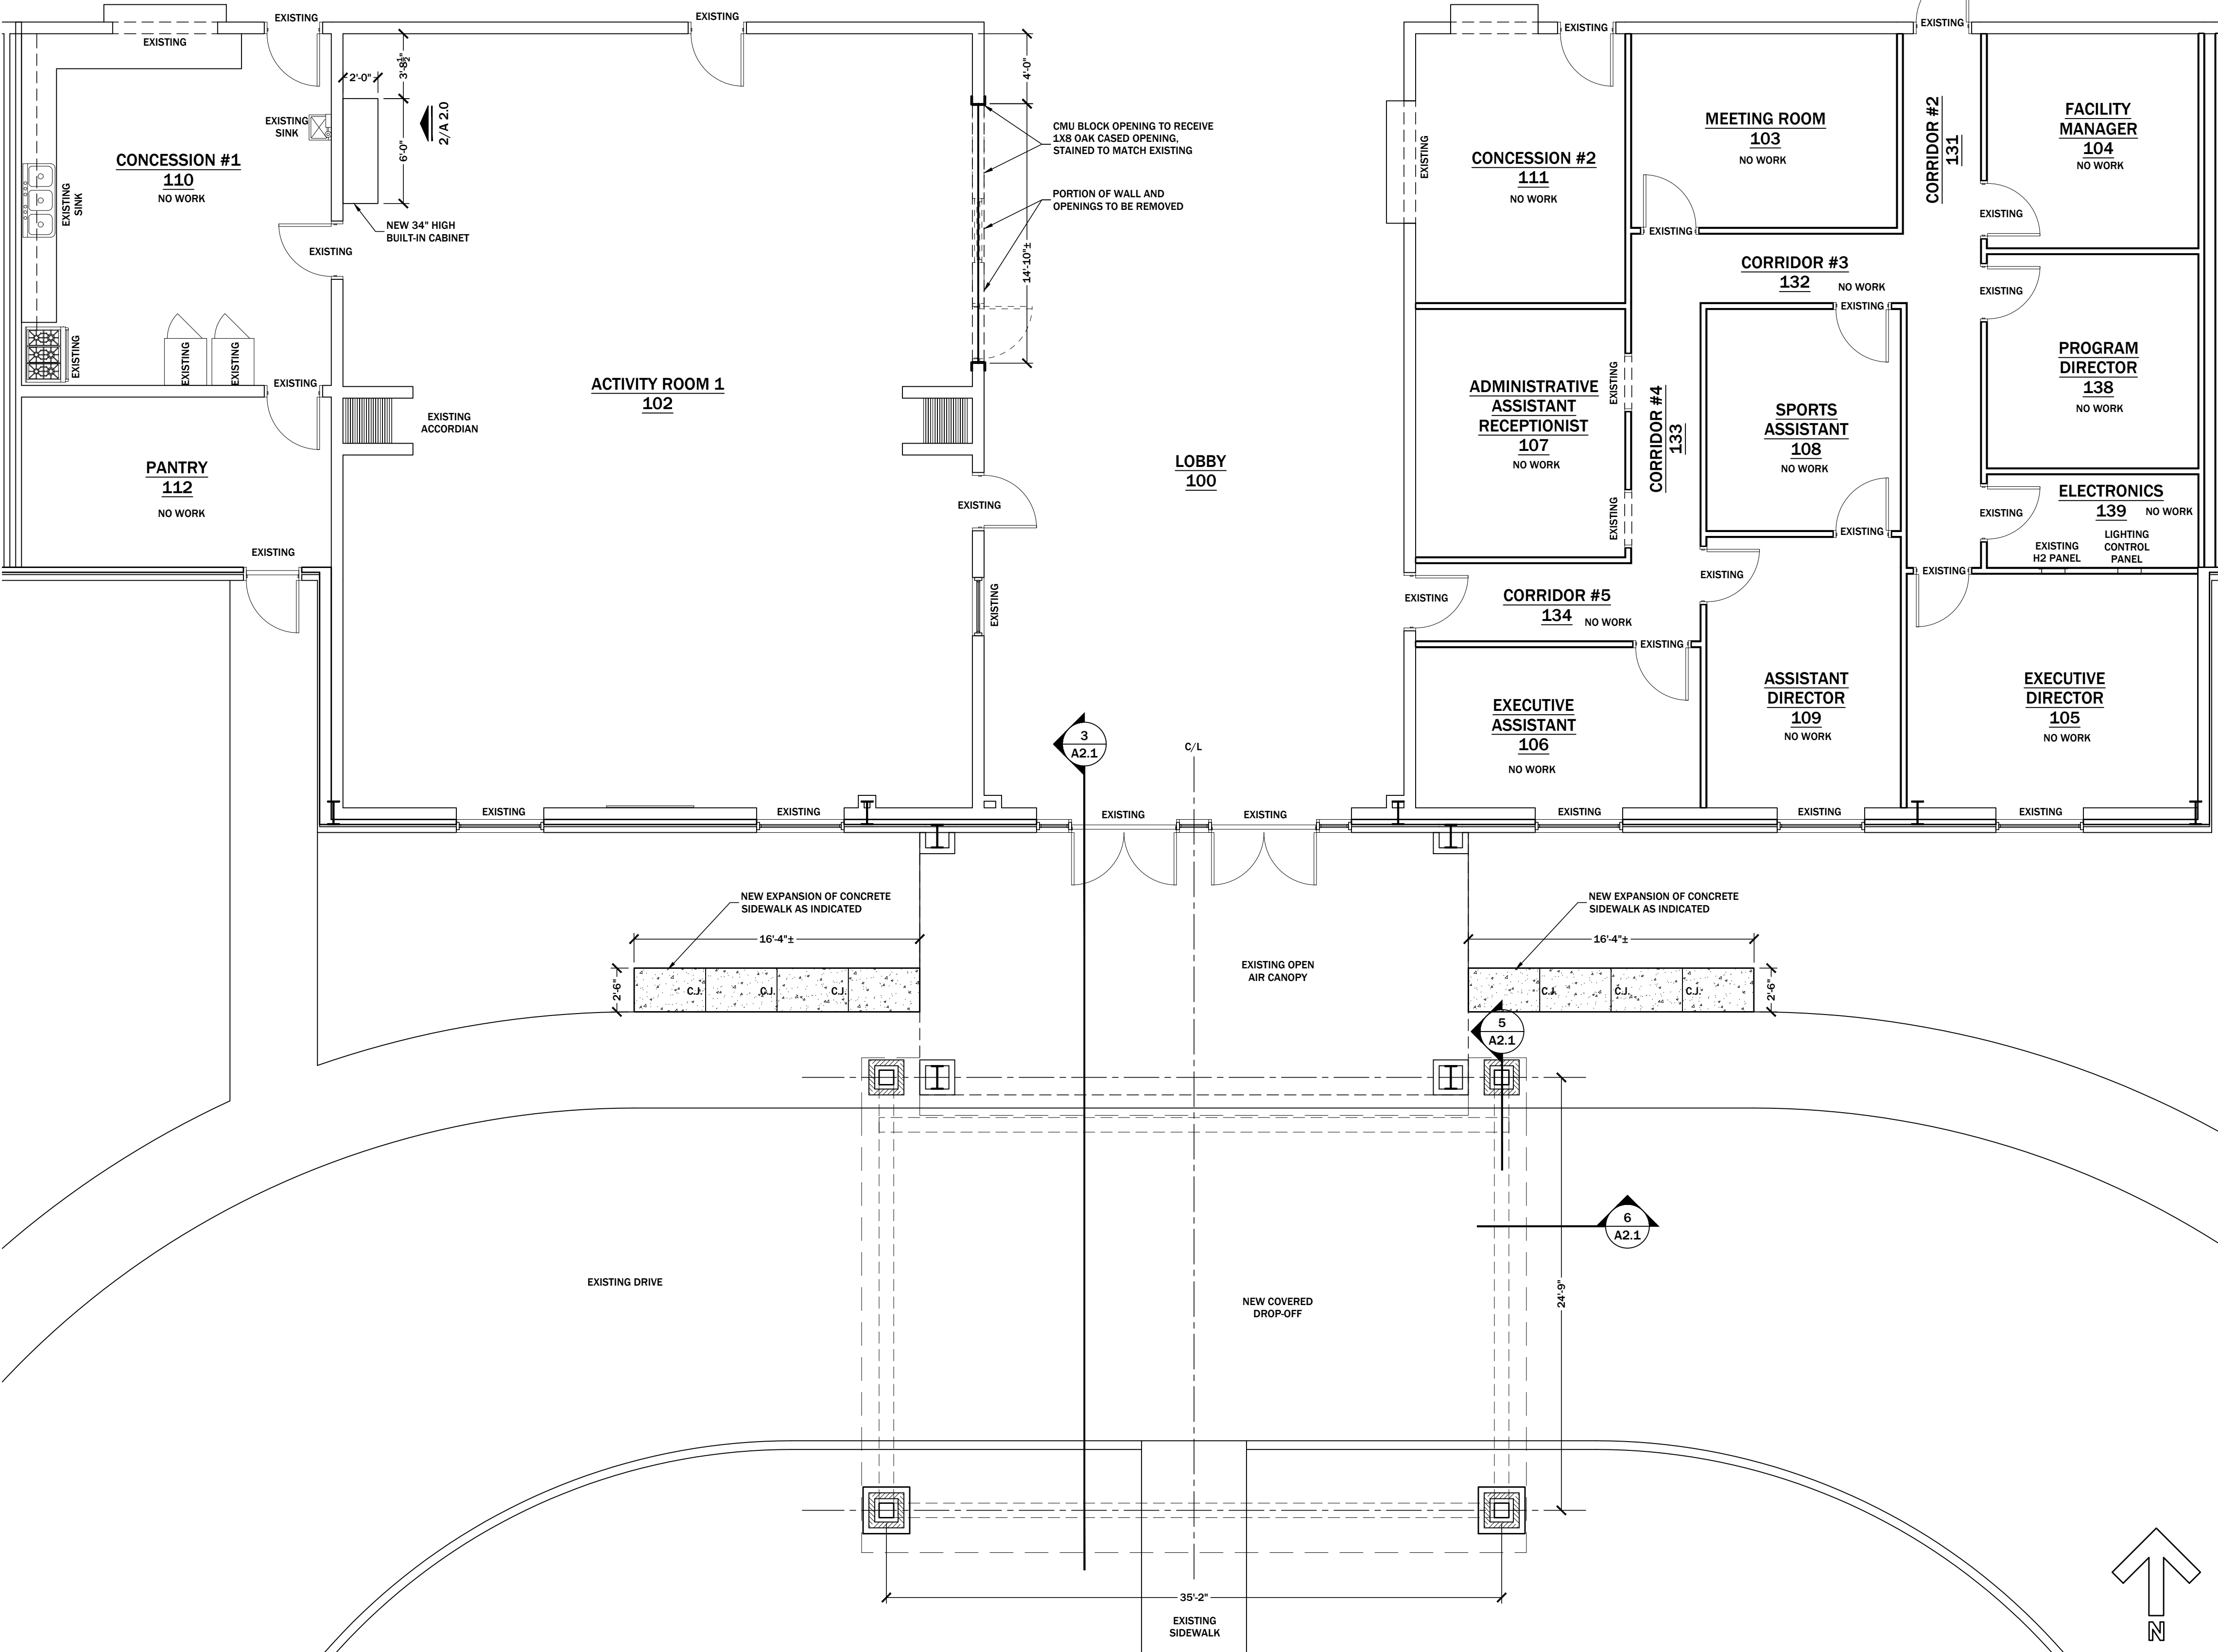 EXISTING
EXISTING
EXISTING
EXISTING
EXISTING
2'-0"
3'-8½"
6'-0"
2/A 2.0
4'-0"
14'-10"±
EXISTING
SINK
CONCESSION #1
110
NO WORK
EXISTING
SINK
NEW 34" HIGH
BUILT-IN CABINET
EXISTING
EXISTING
EXISTING
EXISTING
EXISTING
EXISTING
ACCORDIAN
PANTRY
112
NO WORK
EXISTING
ACTIVITY ROOM 1
102
CMU BLOCK OPENING TO RECEIVE
1X8 OAK CASED OPENING,
STAINED TO MATCH EXISTING
PORTION OF WALL AND
OPENINGS TO BE REMOVED
LOBBY
100
EXISTING
EXISTING
EXISTING
CONCESSION #2
111
NO WORK
MEETING ROOM
103
NO WORK
EXISTING
CORRIDOR #2
131
FACILITY
MANAGER
104
NO WORK
EXISTING
CORRIDOR #3
132
NO WORK
EXISTING
EXISTING
PROGRAM
DIRECTOR
138
NO WORK
ADMINISTRATIVE
ASSISTANT
RECEPTIONIST
107
NO WORK
EXISTING
EXISTING
CORRIDOR #4
133
SPORTS
ASSISTANT
108
NO WORK
EXISTING
ELECTRONICS
139
NO WORK
EXISTING
EXISTING
H2 PANEL
LIGHTING
CONTROL
PANEL
EXISTING
EXISTING
EXISTING
CORRIDOR #5
134
NO WORK
EXISTING
EXECUTIVE
ASSISTANT
106
NO WORK
ASSISTANT
DIRECTOR
109
NO WORK
EXECUTIVE
DIRECTOR
105
NO WORK
3
A2.1
C/L
EXISTING
EXISTING
EXISTING
EXISTING
EXISTING
EXISTING
EXISTING
NEW EXPANSION OF CONCRETE
SIDEWALK AS INDICATED
16'-4"±
2'-6"
C.J.
C.J.
C.J.
EXISTING OPEN
AIR CANOPY
NEW EXPANSION OF CONCRETE
SIDEWALK AS INDICATED
16'-4"±
C.J.
C.J.
C.J.
2'-6"
5
A2.1
6
A2.1
EXISTING DRIVE
NEW COVERED
DROP-OFF
24'-9"
35'-2"
EXISTING
SIDEWALK
N